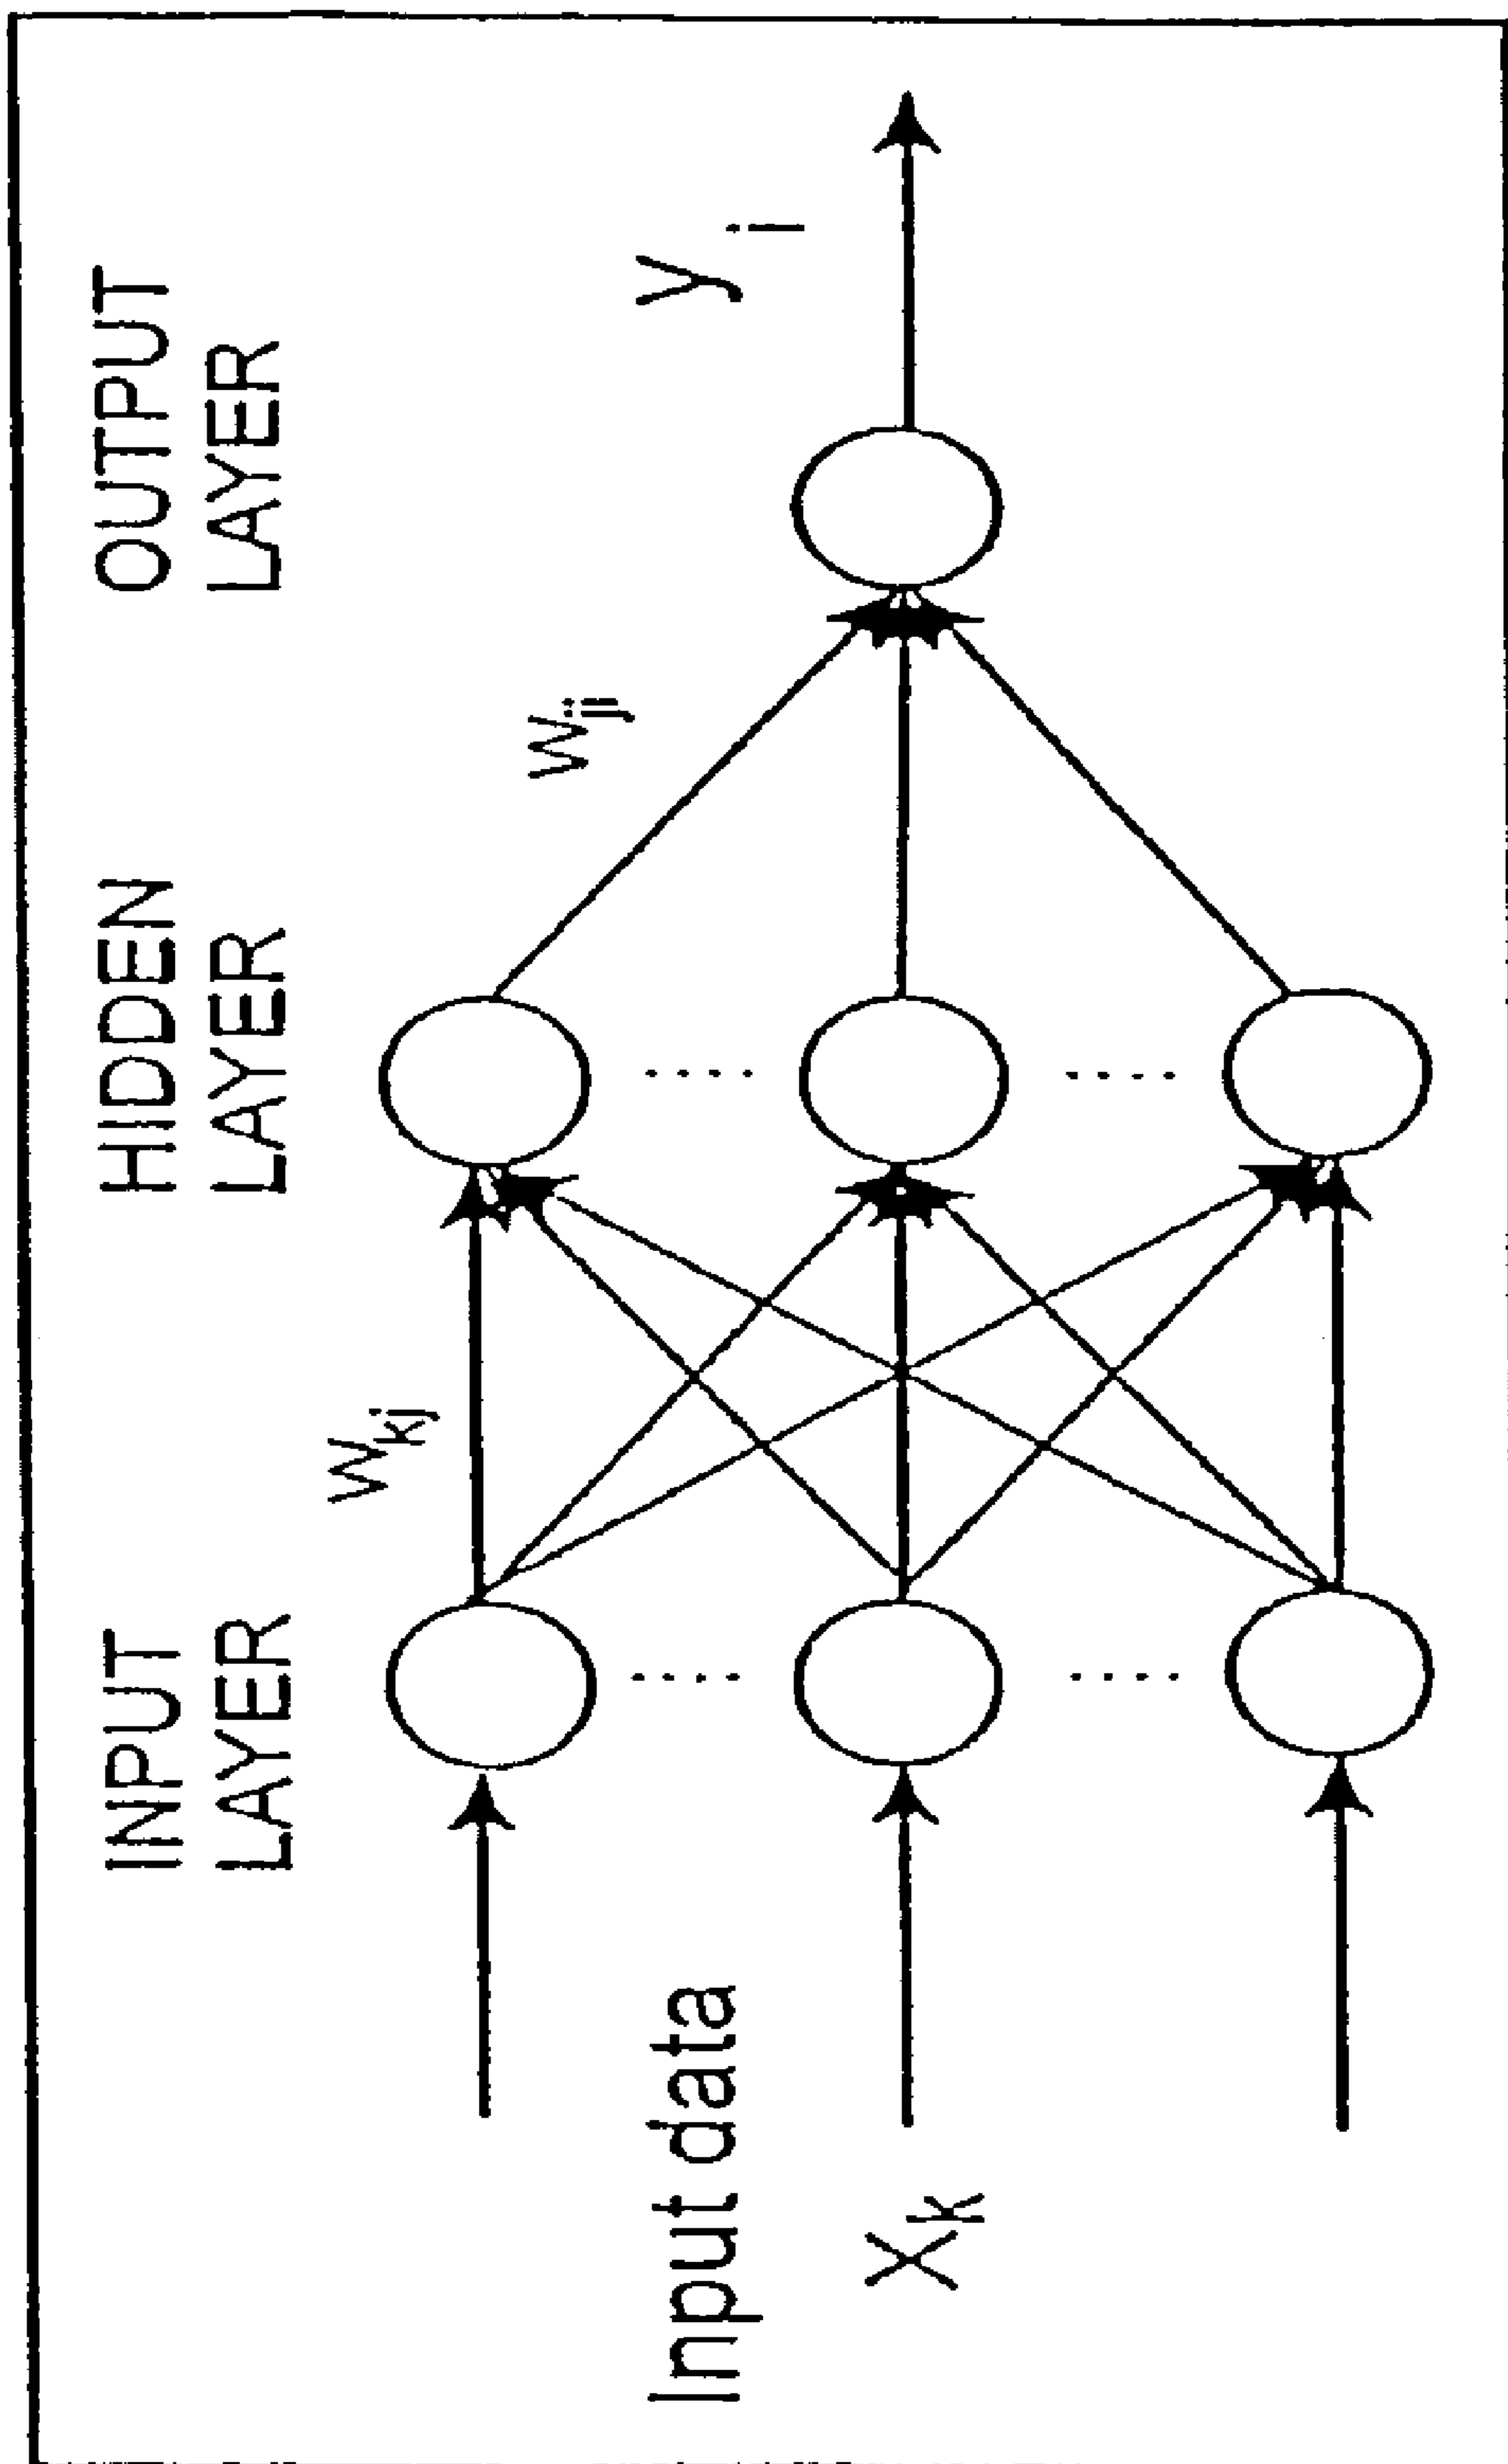 INPUT
LAYER
HIDDEN
LAYER
OUTPUT
LAYER
W_kj
W_ji
Input data
X_k
y_i